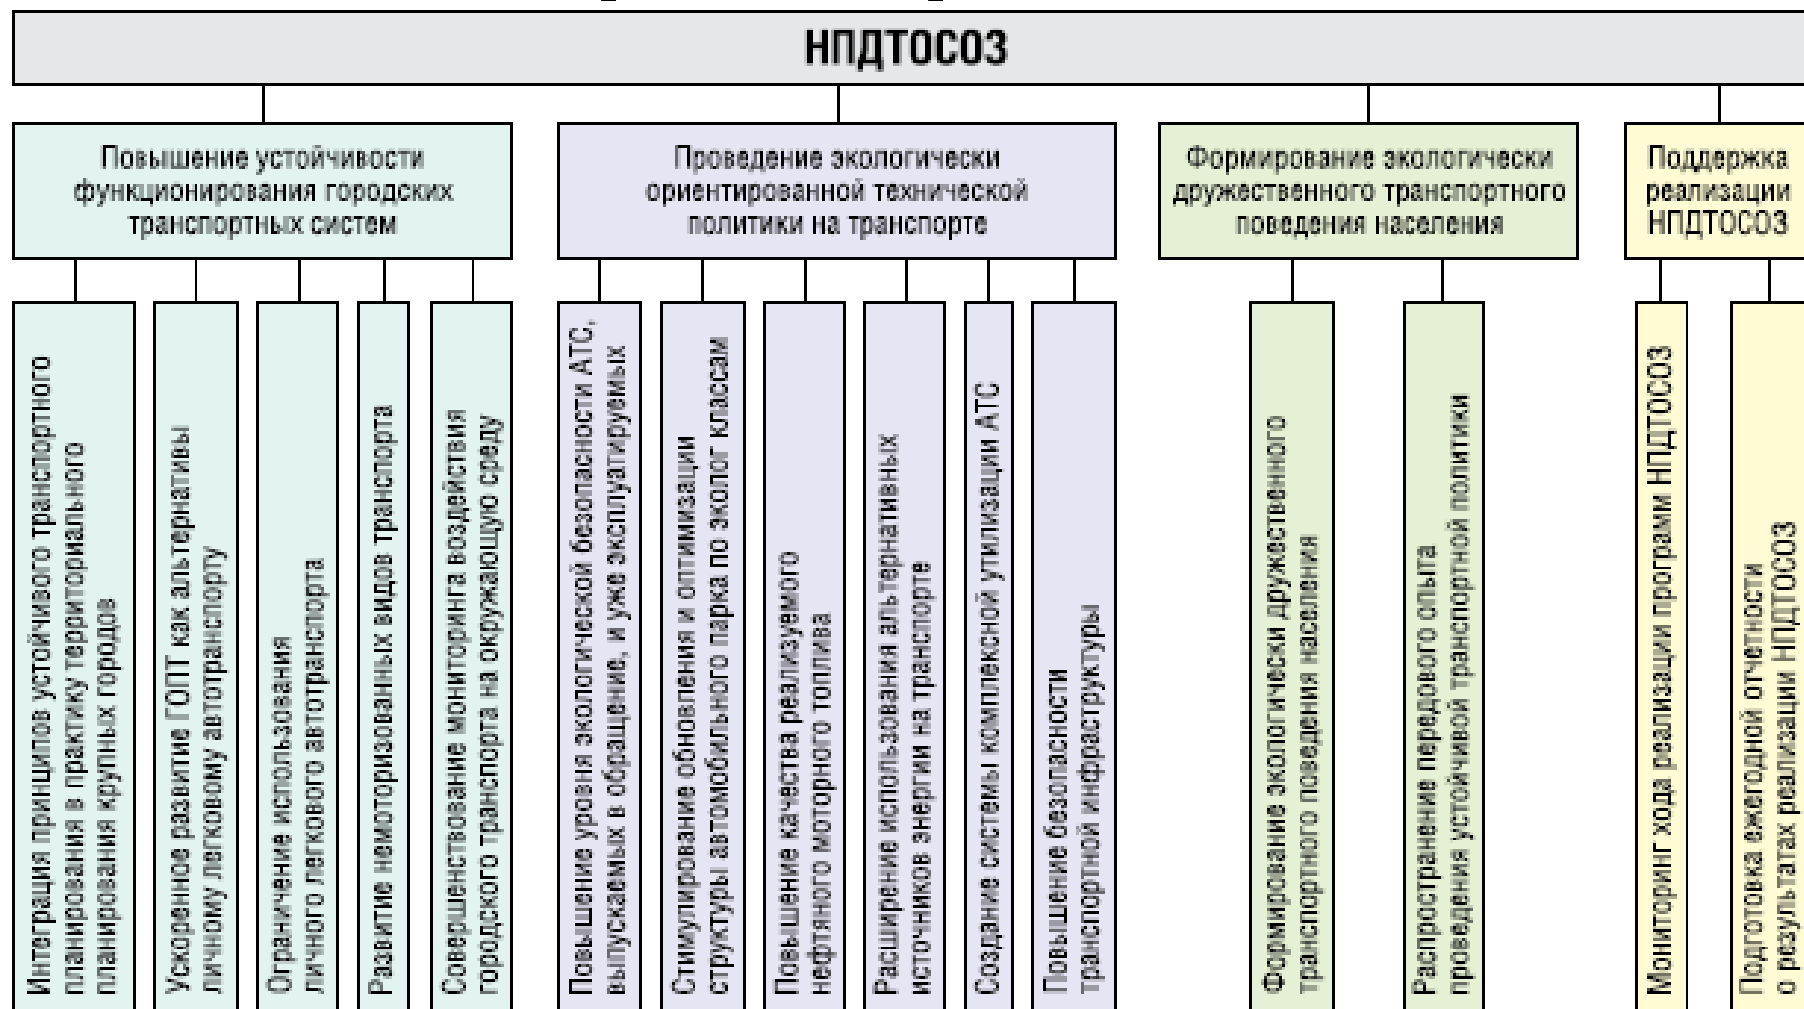 НПДТОСОЗ
Повышение устойчивости
функционирования городских
транспортных систем
Проведение экологически
ориентированной технической
политики на транспорте
Формирование экологически
дружественного транспортного
поведения населения
Поддержка
реализации
НПДТОСОЗ
Интеграция принципов устойчивого транспортного
планирования в практику территориального
планирования крупных городов
Ускоренное развитие ГОПТ как альтернативы
личному легковому автотранспорту
Ограничение использования
личного легкового автотранспорта
Развитие немоторизованных видов транспорта
Совершенствование мониторинга воздействия
городского транспорта на окружающую среду
Повышение уровня экологической безопасности АТС,
выпускаемых в обращение, и уже эксплуатируемых
Стимулирование обновления и оптимизации
структуры автомобильного парка по эколог классам
Повышение качества реализуемого
нефтяного моторного топлива
Расширение использования альтернативных
источников энергии на транспорте
Создание системы комплексной утилизации АТС
Повышение безопасности
транспортной инфраструктуры
Формирование экологически дружественного
транспортного поведения населения
Распространение передового опыта
проведения устойчивой транспортной политики
Мониторинг хода реализации программ НПДТОСОЗ
Подготовка ежегодной отчетности
о результатах реализации НПДТОСОЗ